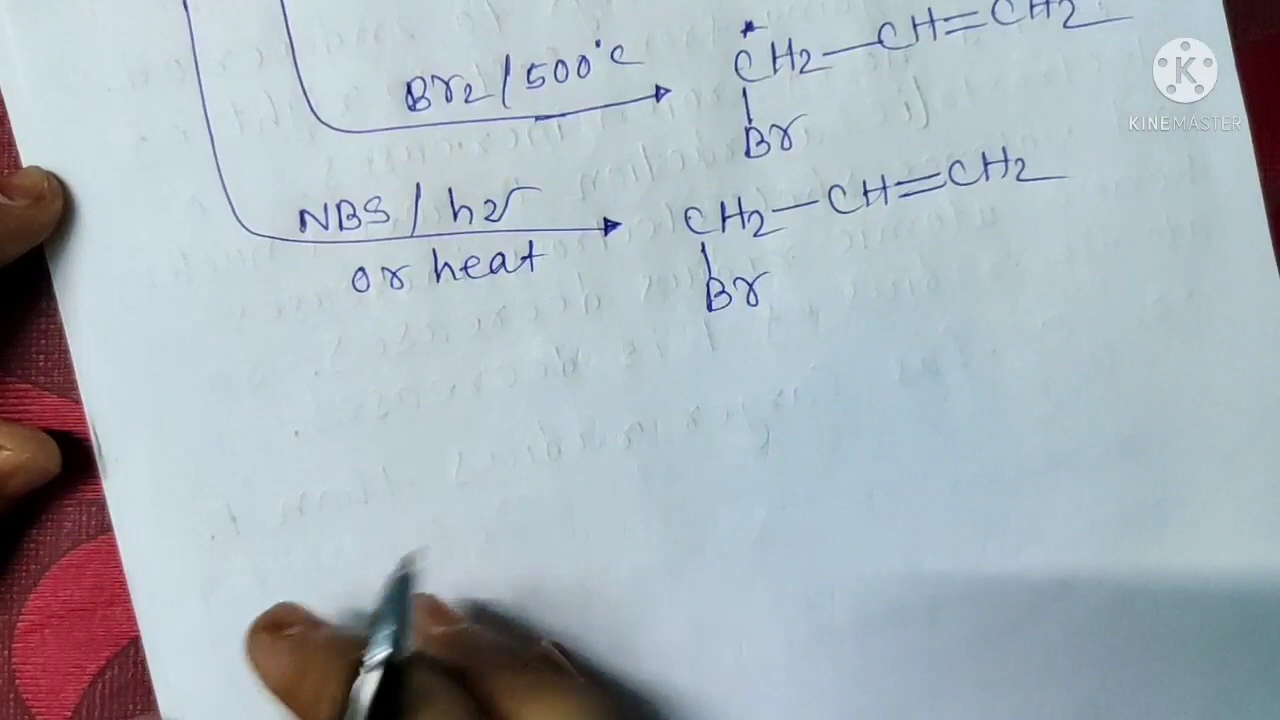 Br2 / 500°C
*
CH2—CH=CH2
Br
NBS / hν
or heat
CH2—CH=CH2
Br
KINEMASTER